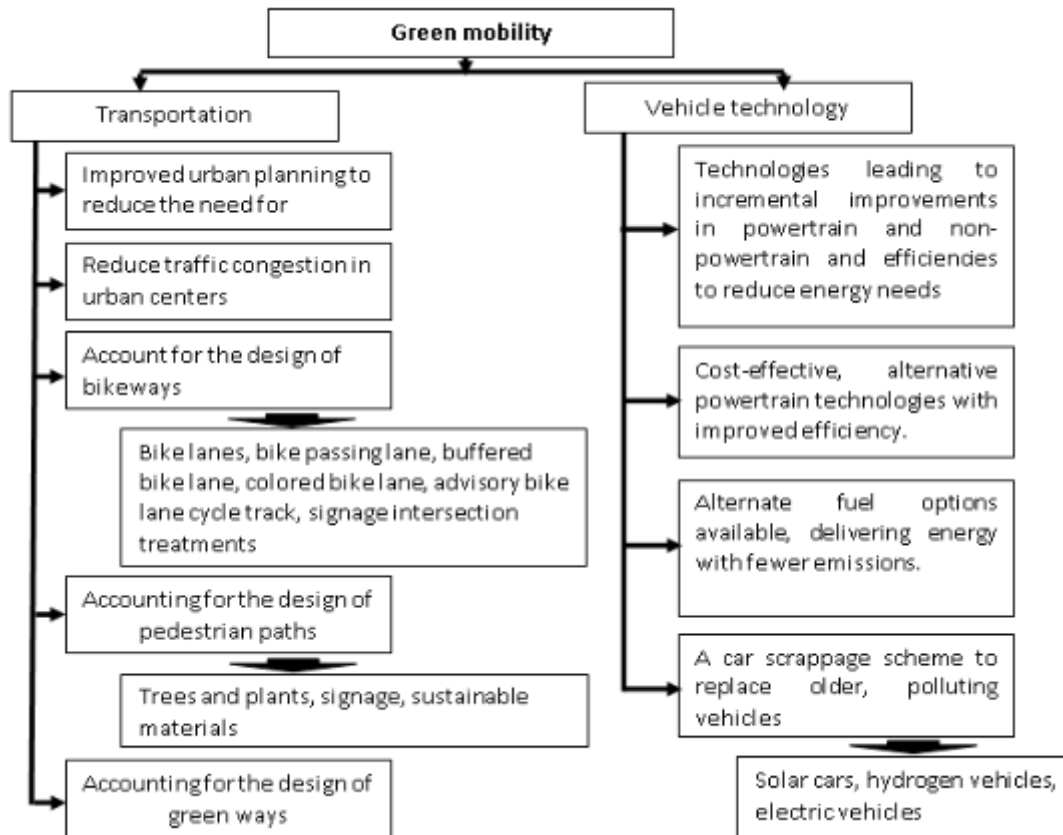 Green mobility
Transportation
Improved urban planning to
reduce the need for
Reduce traffic congestion in
urban centers
Account for the design of
bikeways
Bike lanes, bike passing lane, buffered
bike lane, colored bike lane, advisory bike
lane cycle track, signage intersection
treatments
Accounting for the design of
pedestrian paths
Trees and plants, signage, sustainable
materials
Accounting for the design of
green ways
Vehicle technology
Technologies leading to
incremental improvements
in powertrain and non-
powertrain and efficiencies
to reduce energy needs
Cost-effective, alternative
powertrain technologies with
improved efficiency.
Alternate fuel options
available, delivering energy
with fewer emissions.
A car scrappage scheme to
replace older, polluting
vehicles
Solar cars, hydrogen vehicles,
electric vehicles